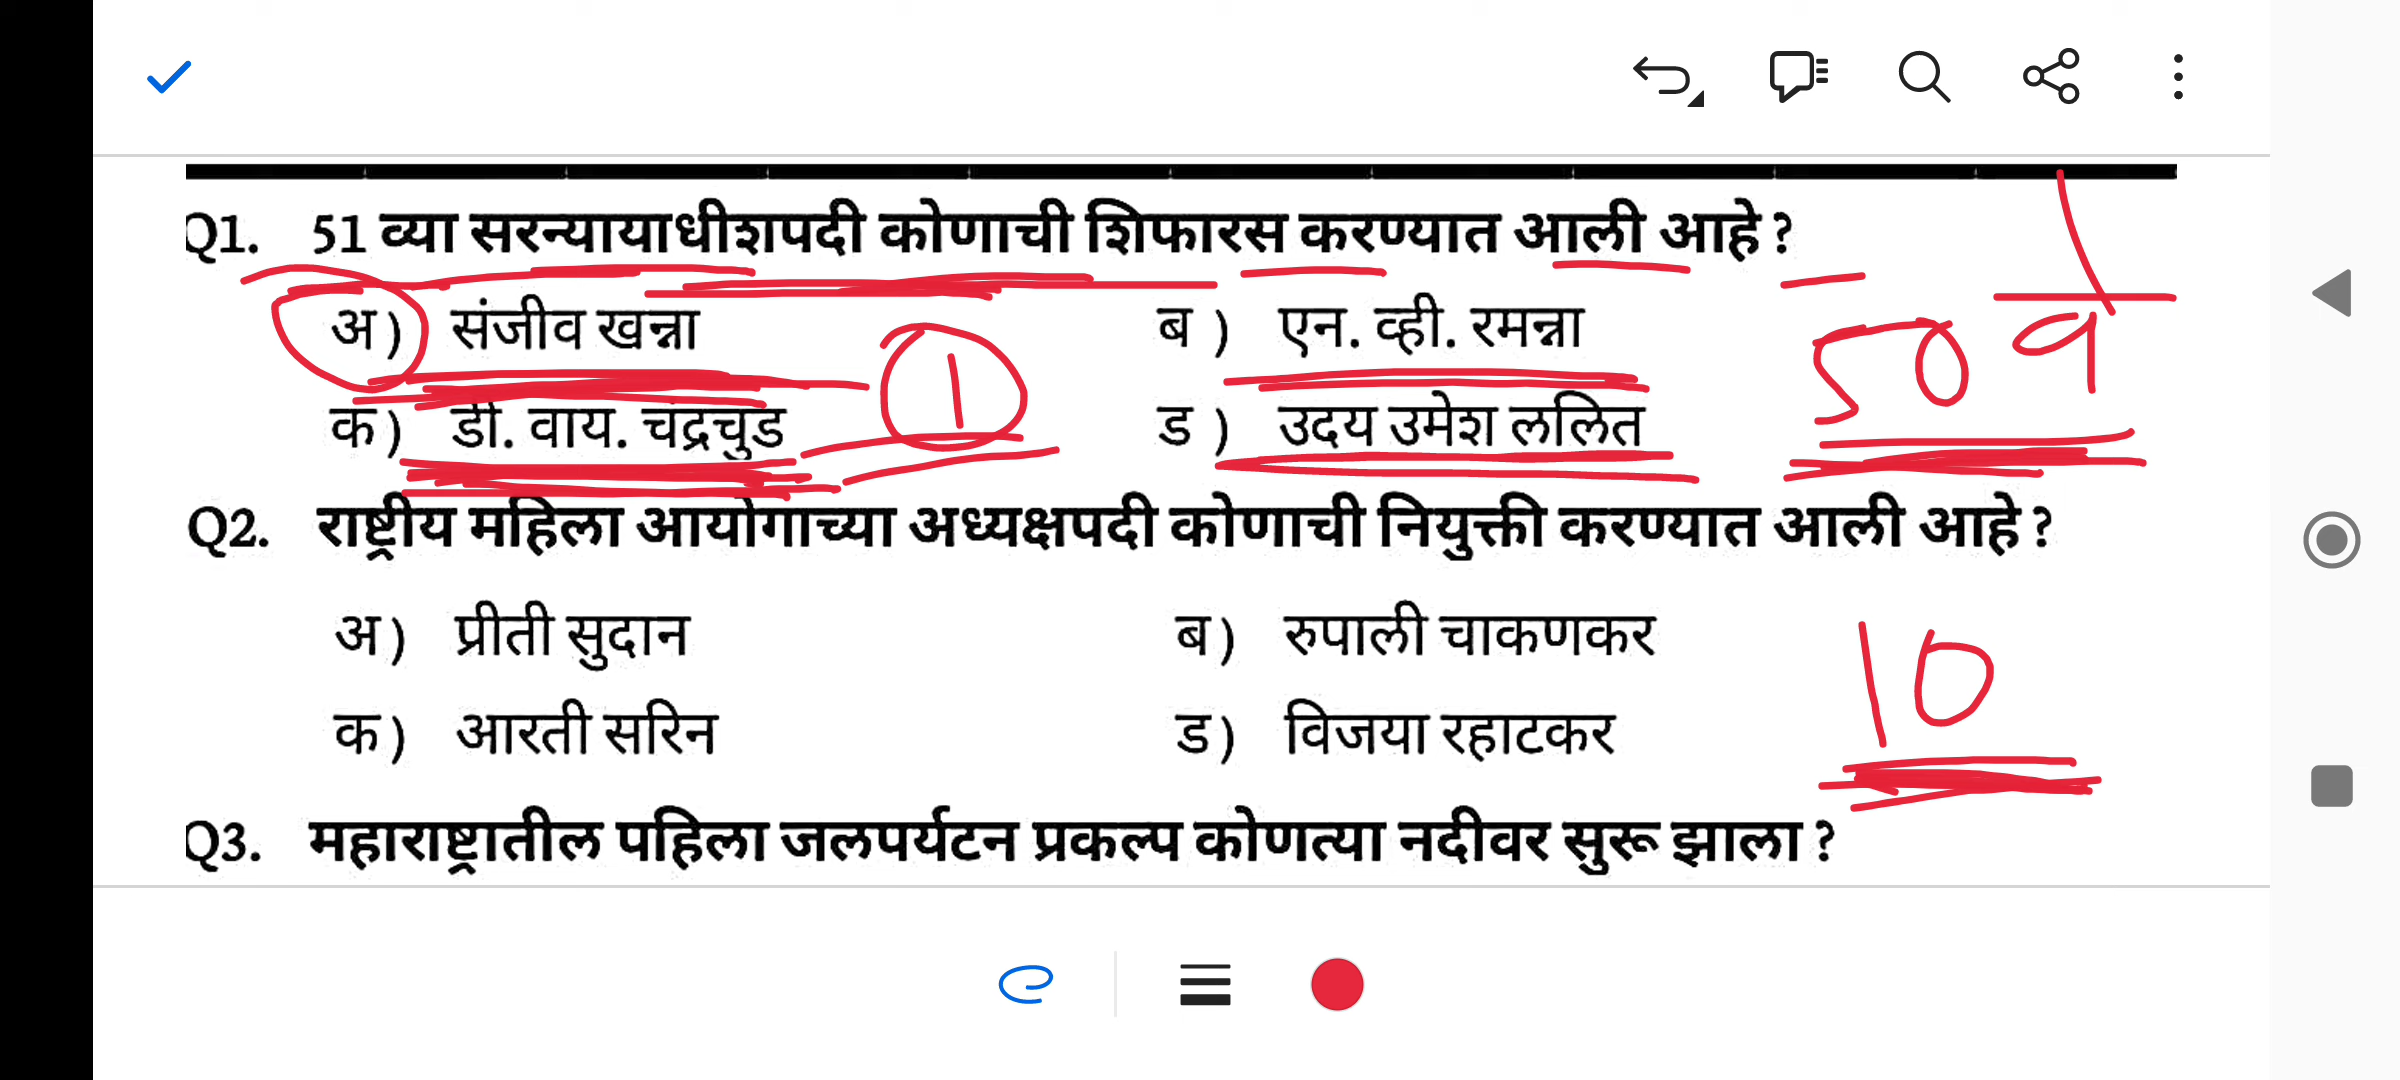 Q1. 51 व्या सरन्यायाधीशपदी कोणाची शिफारस करण्यात आली आहे ?
अ) संजीव खन्ना ब ) एन. व्ही. रमन्ना
1 50 9
क) डी. वाय. चंद्रचुड ड ) उदय उमेश ललित
Q2. राष्ट्रीय महिला आयोगाच्या अध्यक्षपदी कोणाची नियुक्ती करण्यात आली आहे ?
अ) प्रीती सुदान ब) रुपाली चाकणकर
10
क) आरती सरिन ड) विजया रहाटकर
Q3. महाराष्ट्रातील पहिला जलपर्यटन प्रकल्प कोणत्या नदीवर सुरू झाला ?